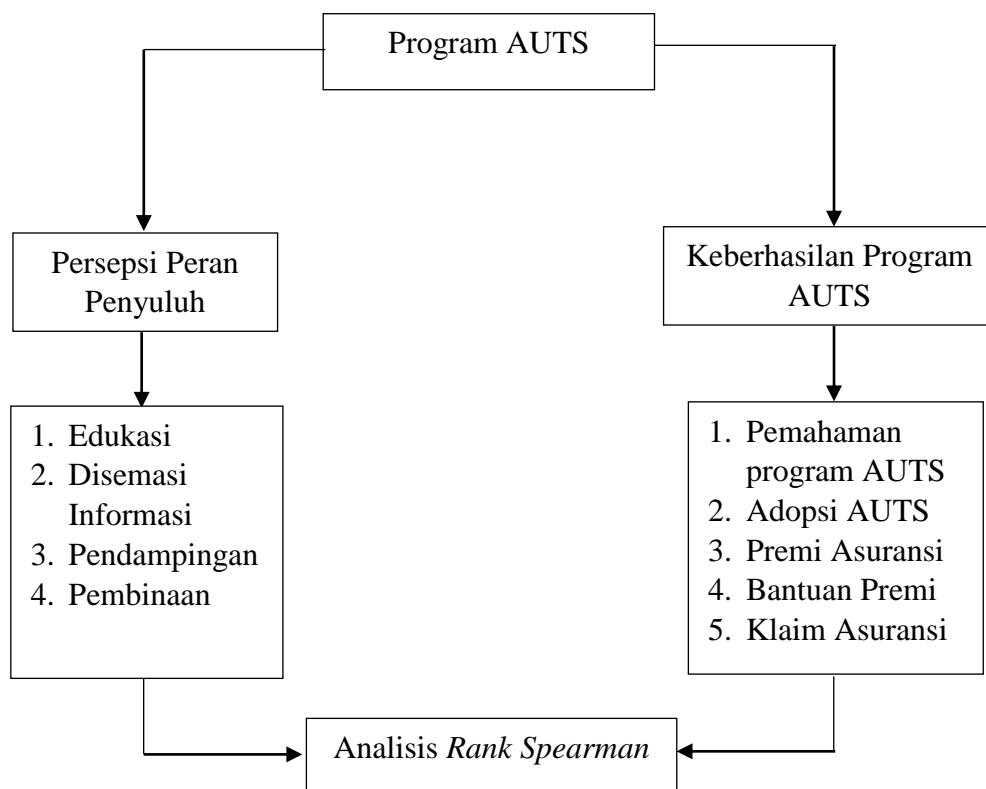 Program AUTS
Persepsi Peran
Penyuluh
Keberhasilan Program
AUTS
1. Edukasi
2. Disemasi
Informasi
3. Pendampingan
4. Pembinaan
1. Pemahaman
program AUTS
2. Adopsi AUTS
3. Premi Asuransi
4. Bantuan Premi
5. Klaim Asuransi
Analisis Rank Spearman